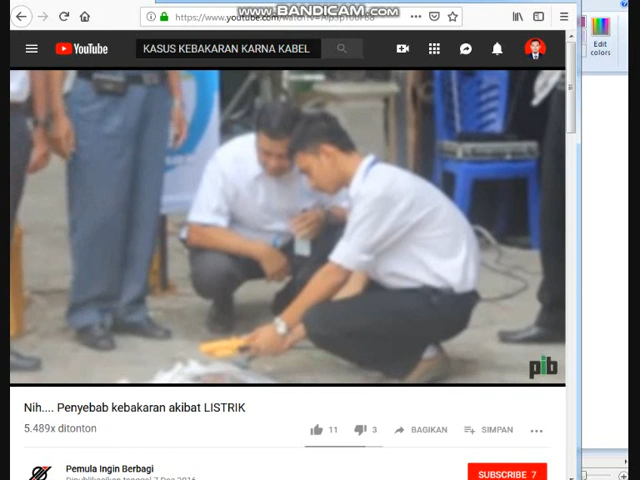 WWW.BANDICAM.COM
https://www.youtube.com/
Edit
colors
YouTube
KASUS KEBAKARAN KARNA KABEL
pib
Nih.... Penyebab kebakaran akibat LISTRIK
5.489x ditonton
11
3
BAGIKAN
SIMPAN
Pemula Ingin Berbagi
SUBSCRIBE 7